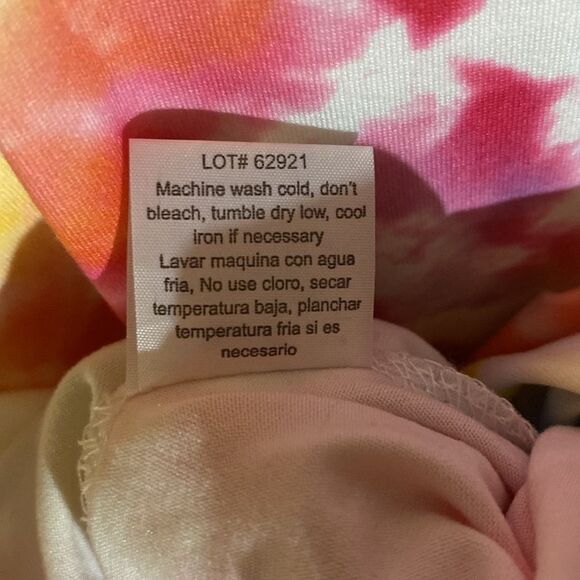 LOT# 62921
Machine wash cold, don't
bleach, tumble dry low, cool
iron if necessary
Lavar maquina con agua
fria, No use cloro, secar
temperatura baja, planchar
temperatura fria si es
necesario